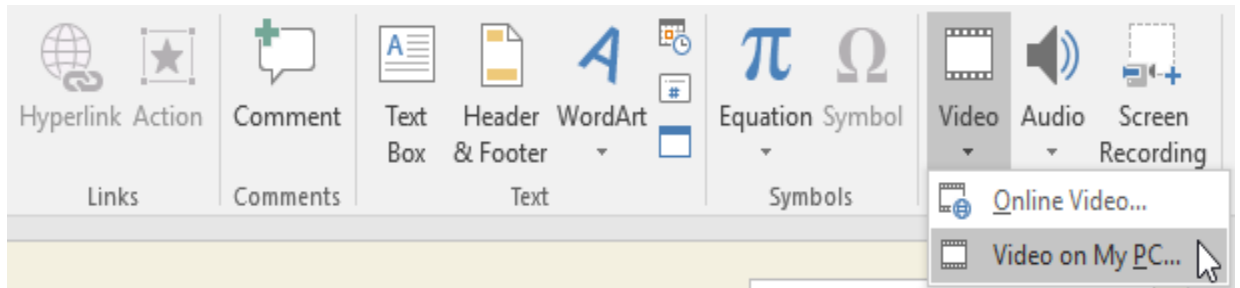 Hyperlink Action Comment Text Header WordArt Equation Symbol Video Audio Screen
Box & Footer Recording
Links Comments Text Symbols
Online Video...
Video on My PC...